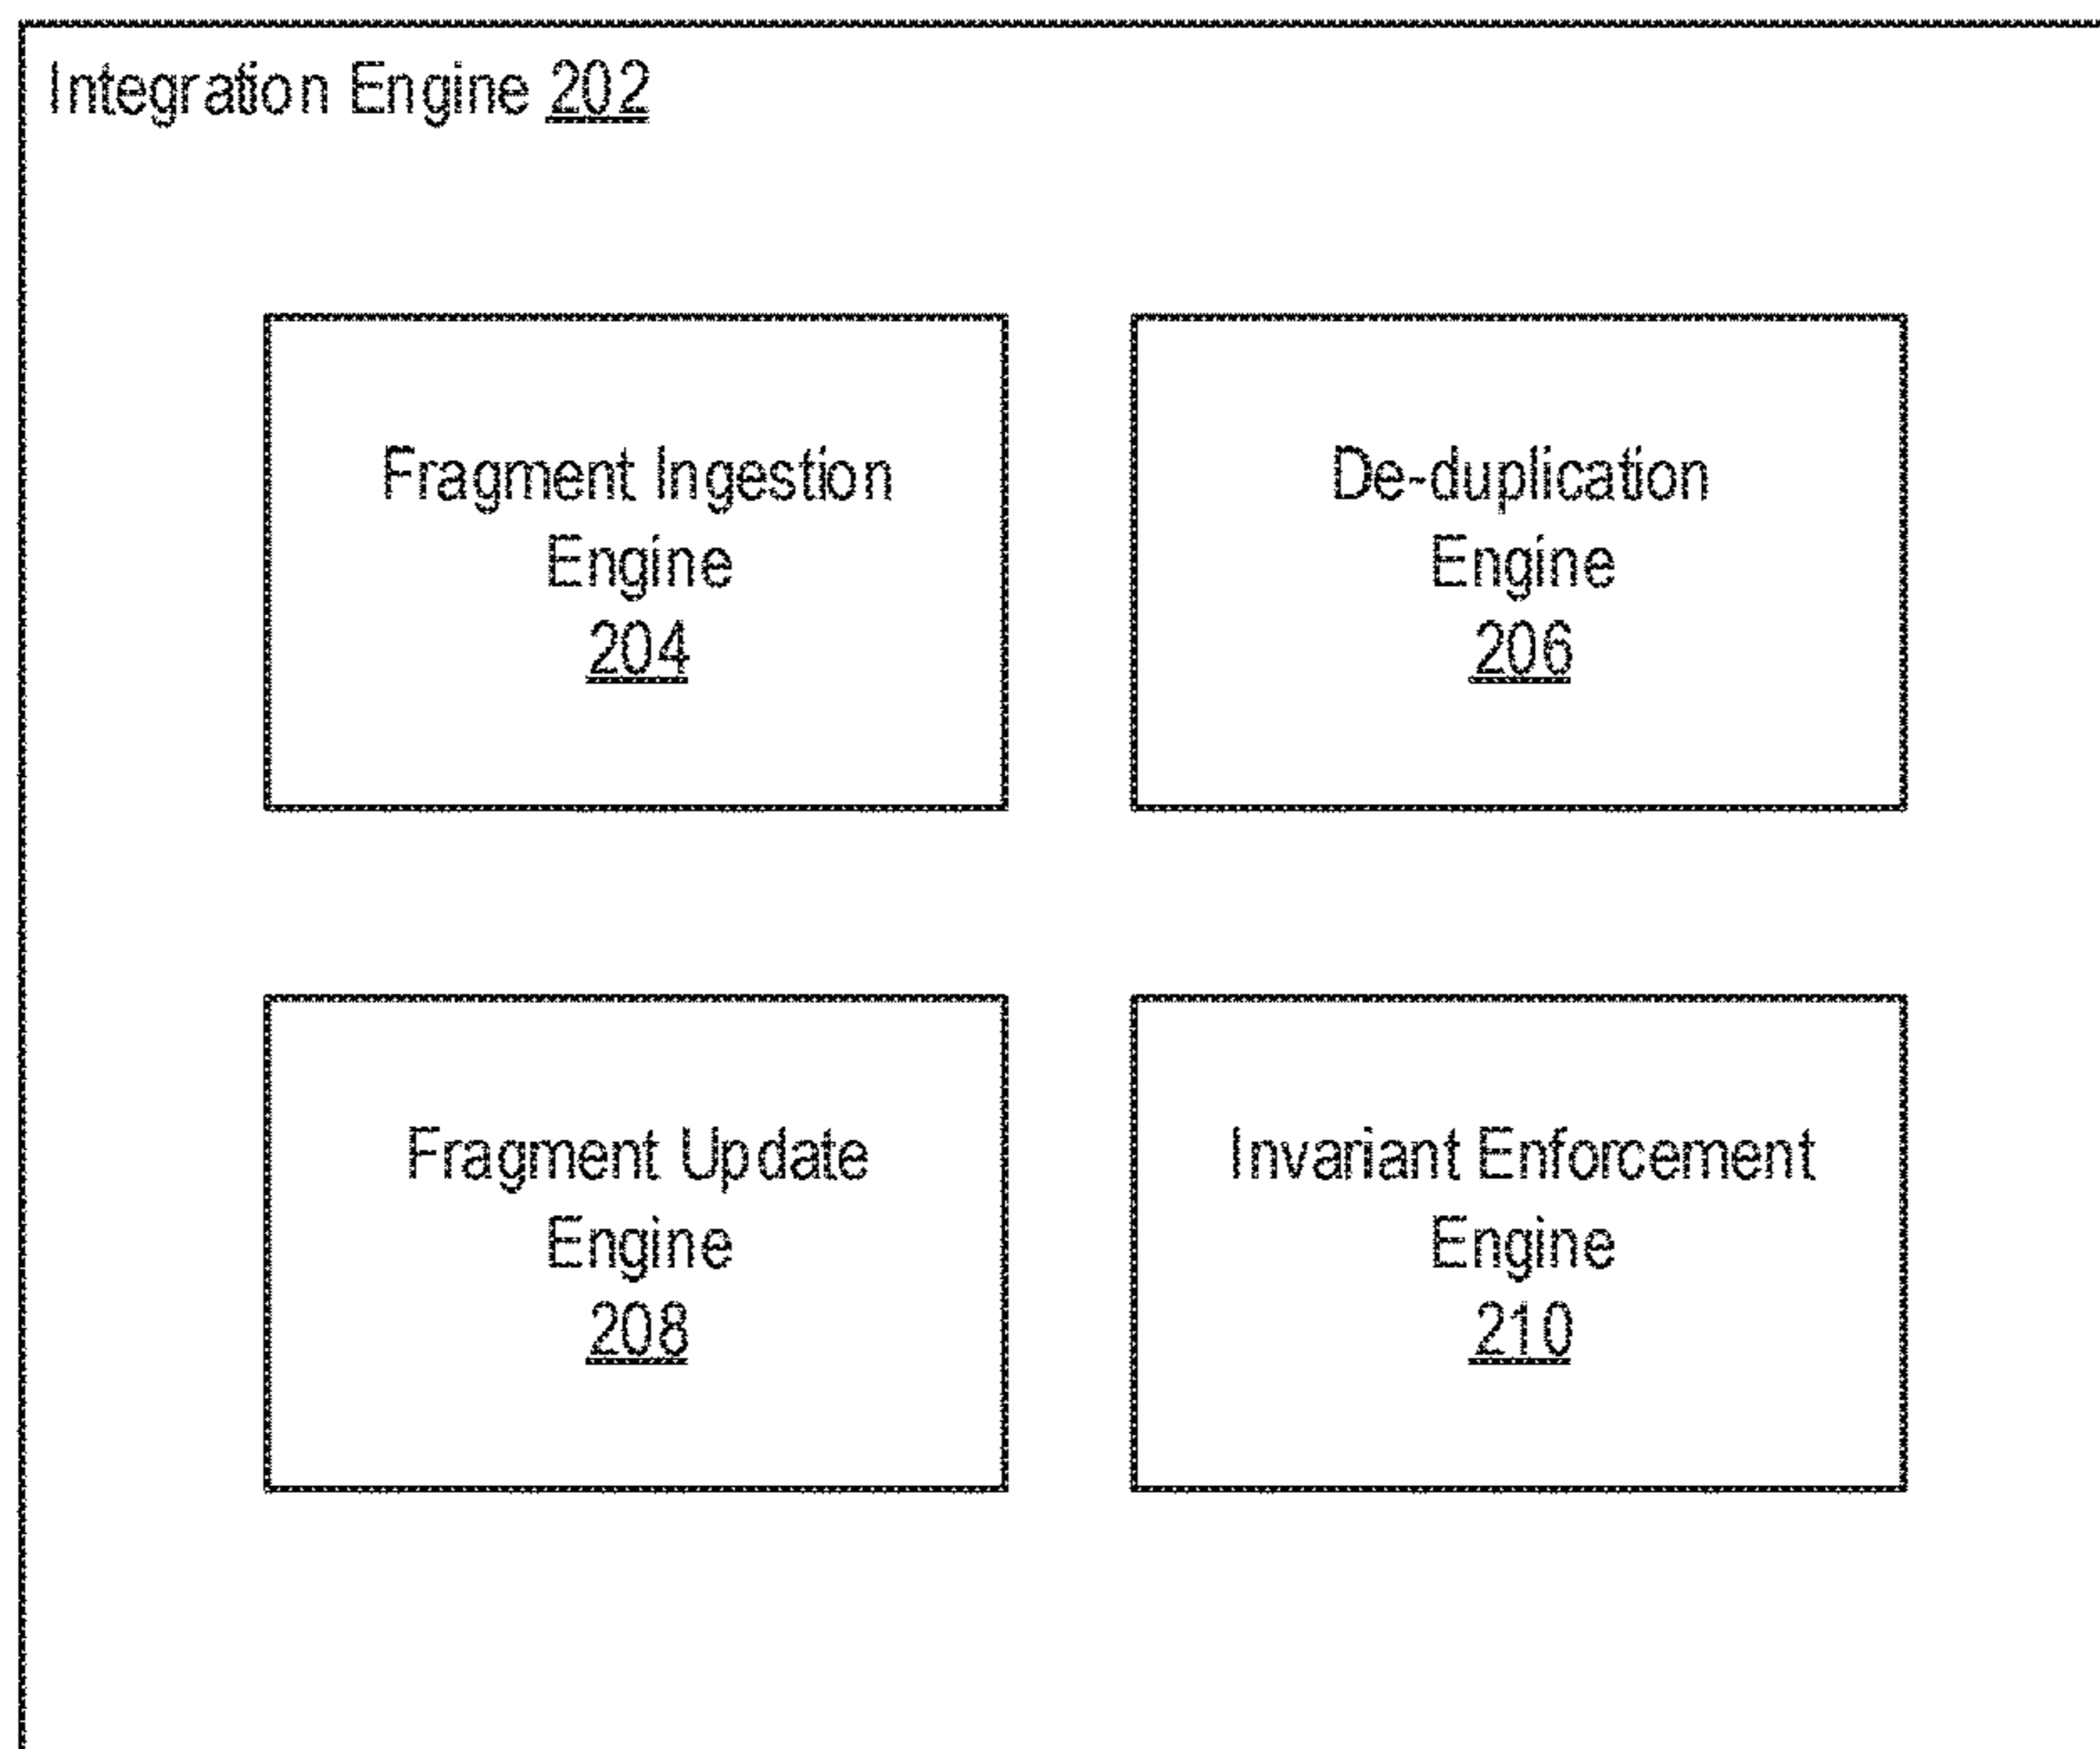 Integration Engine 202
Fragment Ingestion
Engine
204
De-duplication
Engine
206
Fragment Update
Engine
208
Invariant Enforcement
Engine
210